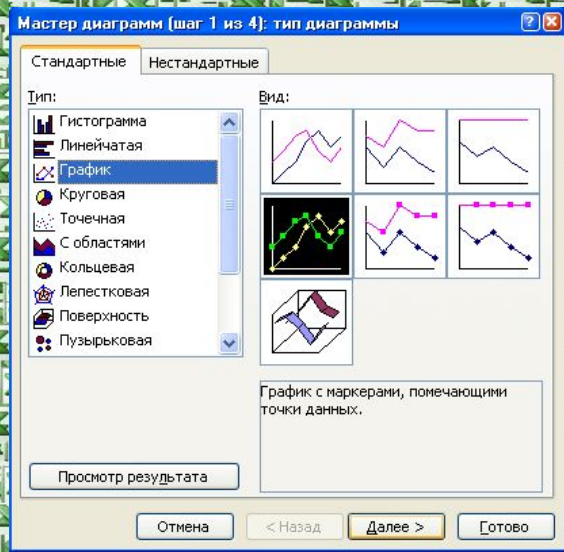 Мастер диаграмм (шаг 1 из 4): тип диаграммы
Стандартные
Нестандартные
Тип:
Вид:
Гистограмма
Линейчатая
График
Круговая
Точечная
С областями
Кольцевая
Лепестковая
Поверхность
Пузырьковая
График с маркерами, помечающими
точки данных.
Просмотр результата
Отмена
< Назад
Далее >
Готово